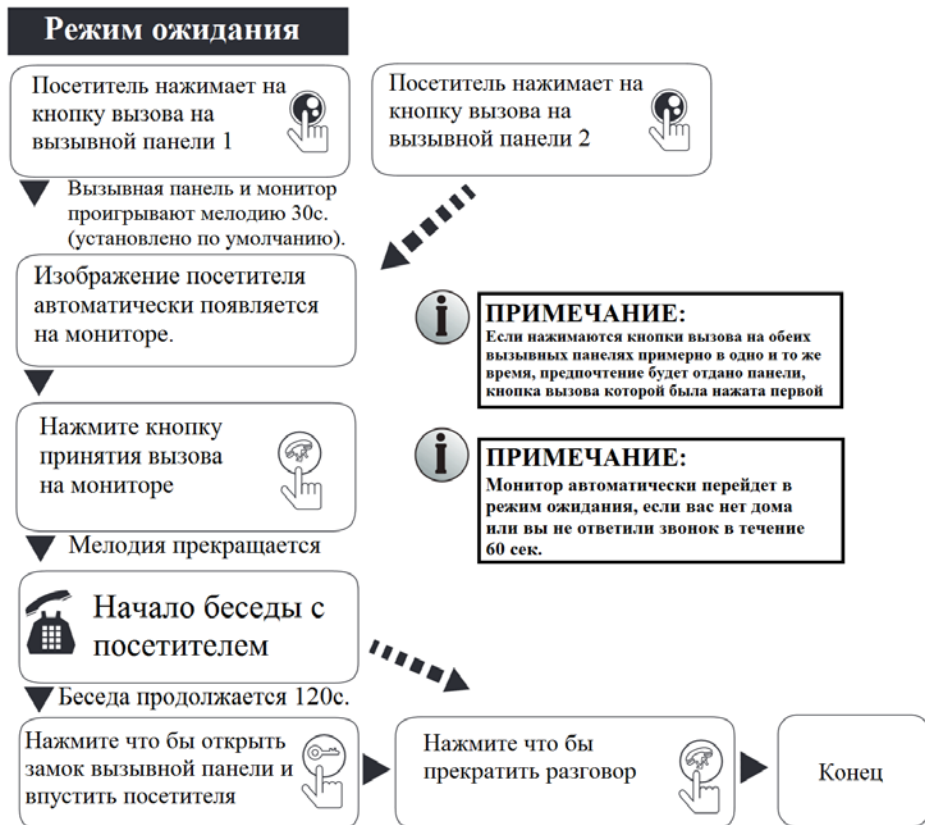 Режим ожидания
Посетитель нажимает на
кнопку вызова на
вызывной панели 1
Посетитель нажимает на
кнопку вызова на
вызывной панели 2
Вызывная панель и монитор
проигрывают мелодию 30с.
(установлено по умолчанию).
Изображение посетителя
автоматически появляется
на мониторе.
ПРИМЕЧАНИЕ:
Если нажимаются кнопки вызова на обеих
вызывных панелях примерно в одно и то же
время, предпочтение будет отдано панели,
кнопка вызова которой была нажата первой
Нажмите кнопку
принятия вызова
на мониторе
ПРИМЕЧАНИЕ:
Монитор автоматически перейдет в
режим ожидания, если вас нет дома
или вы не ответили звонок в течение
60 сек.
Мелодия прекращается
Начало беседы с
посетителем
Беседа продолжается 120с.
Нажмите что бы открыть
замок вызывной панели и
впустить посетителя
Нажмите что бы
прекратить разговор
Конец